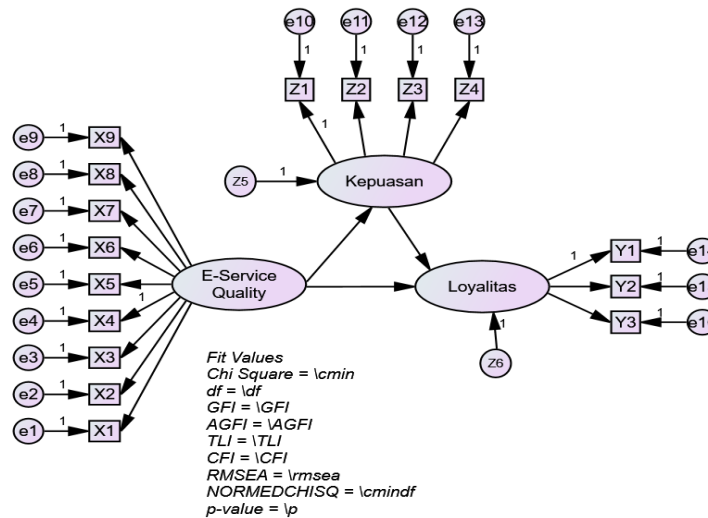 e10 e11 e12 e13
1 1 1 1
Z1 Z2 Z3 Z4
1
e9 1 X9
e8 1 X8
e7 1 X7
e6 1 X6
e5 1 X5
e4 1 X4 1
e3 1 X3
e2 1 X2
e1 1 X1
Z5 1
Kepuasan
E-Service
Quality
Loyalitas
1 Y1 1
Y2 1
Y3 1
1
Z6
Fit Values
Chi Square = \cmin
df = \df
GFI = \GFI
AGFI = \AGFI
TLI = \TLI
CFI = \CFI
RMSEA = \rmsea
NORMEDCHISQ = \cmindf
p-value = \p